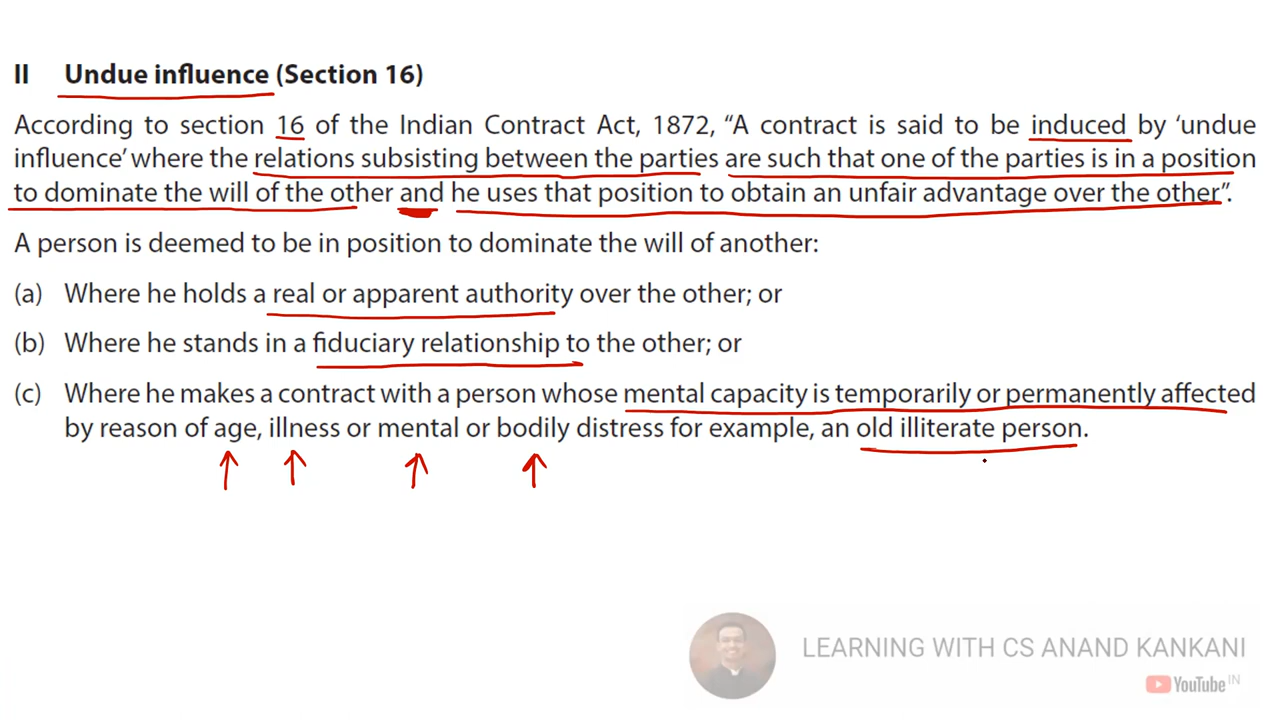 II Undue influence (Section 16)
According to section 16 of the Indian Contract Act, 1872, “A contract is said to be induced by ‘undue
influence’ where the relations subsisting between the parties are such that one of the parties is in a position
to dominate the will of the other and he uses that position to obtain an unfair advantage over the other”.
A person is deemed to be in position to dominate the will of another:
(a) Where he holds a real or apparent authority over the other; or
(b) Where he stands in a fiduciary relationship to the other; or
(c) Where he makes a contract with a person whose mental capacity is temporarily or permanently affected
by reason of age, illness or mental or bodily distress for example, an old illiterate person.
LEARNING WITH CS ANAND KANKANI
YouTube IN